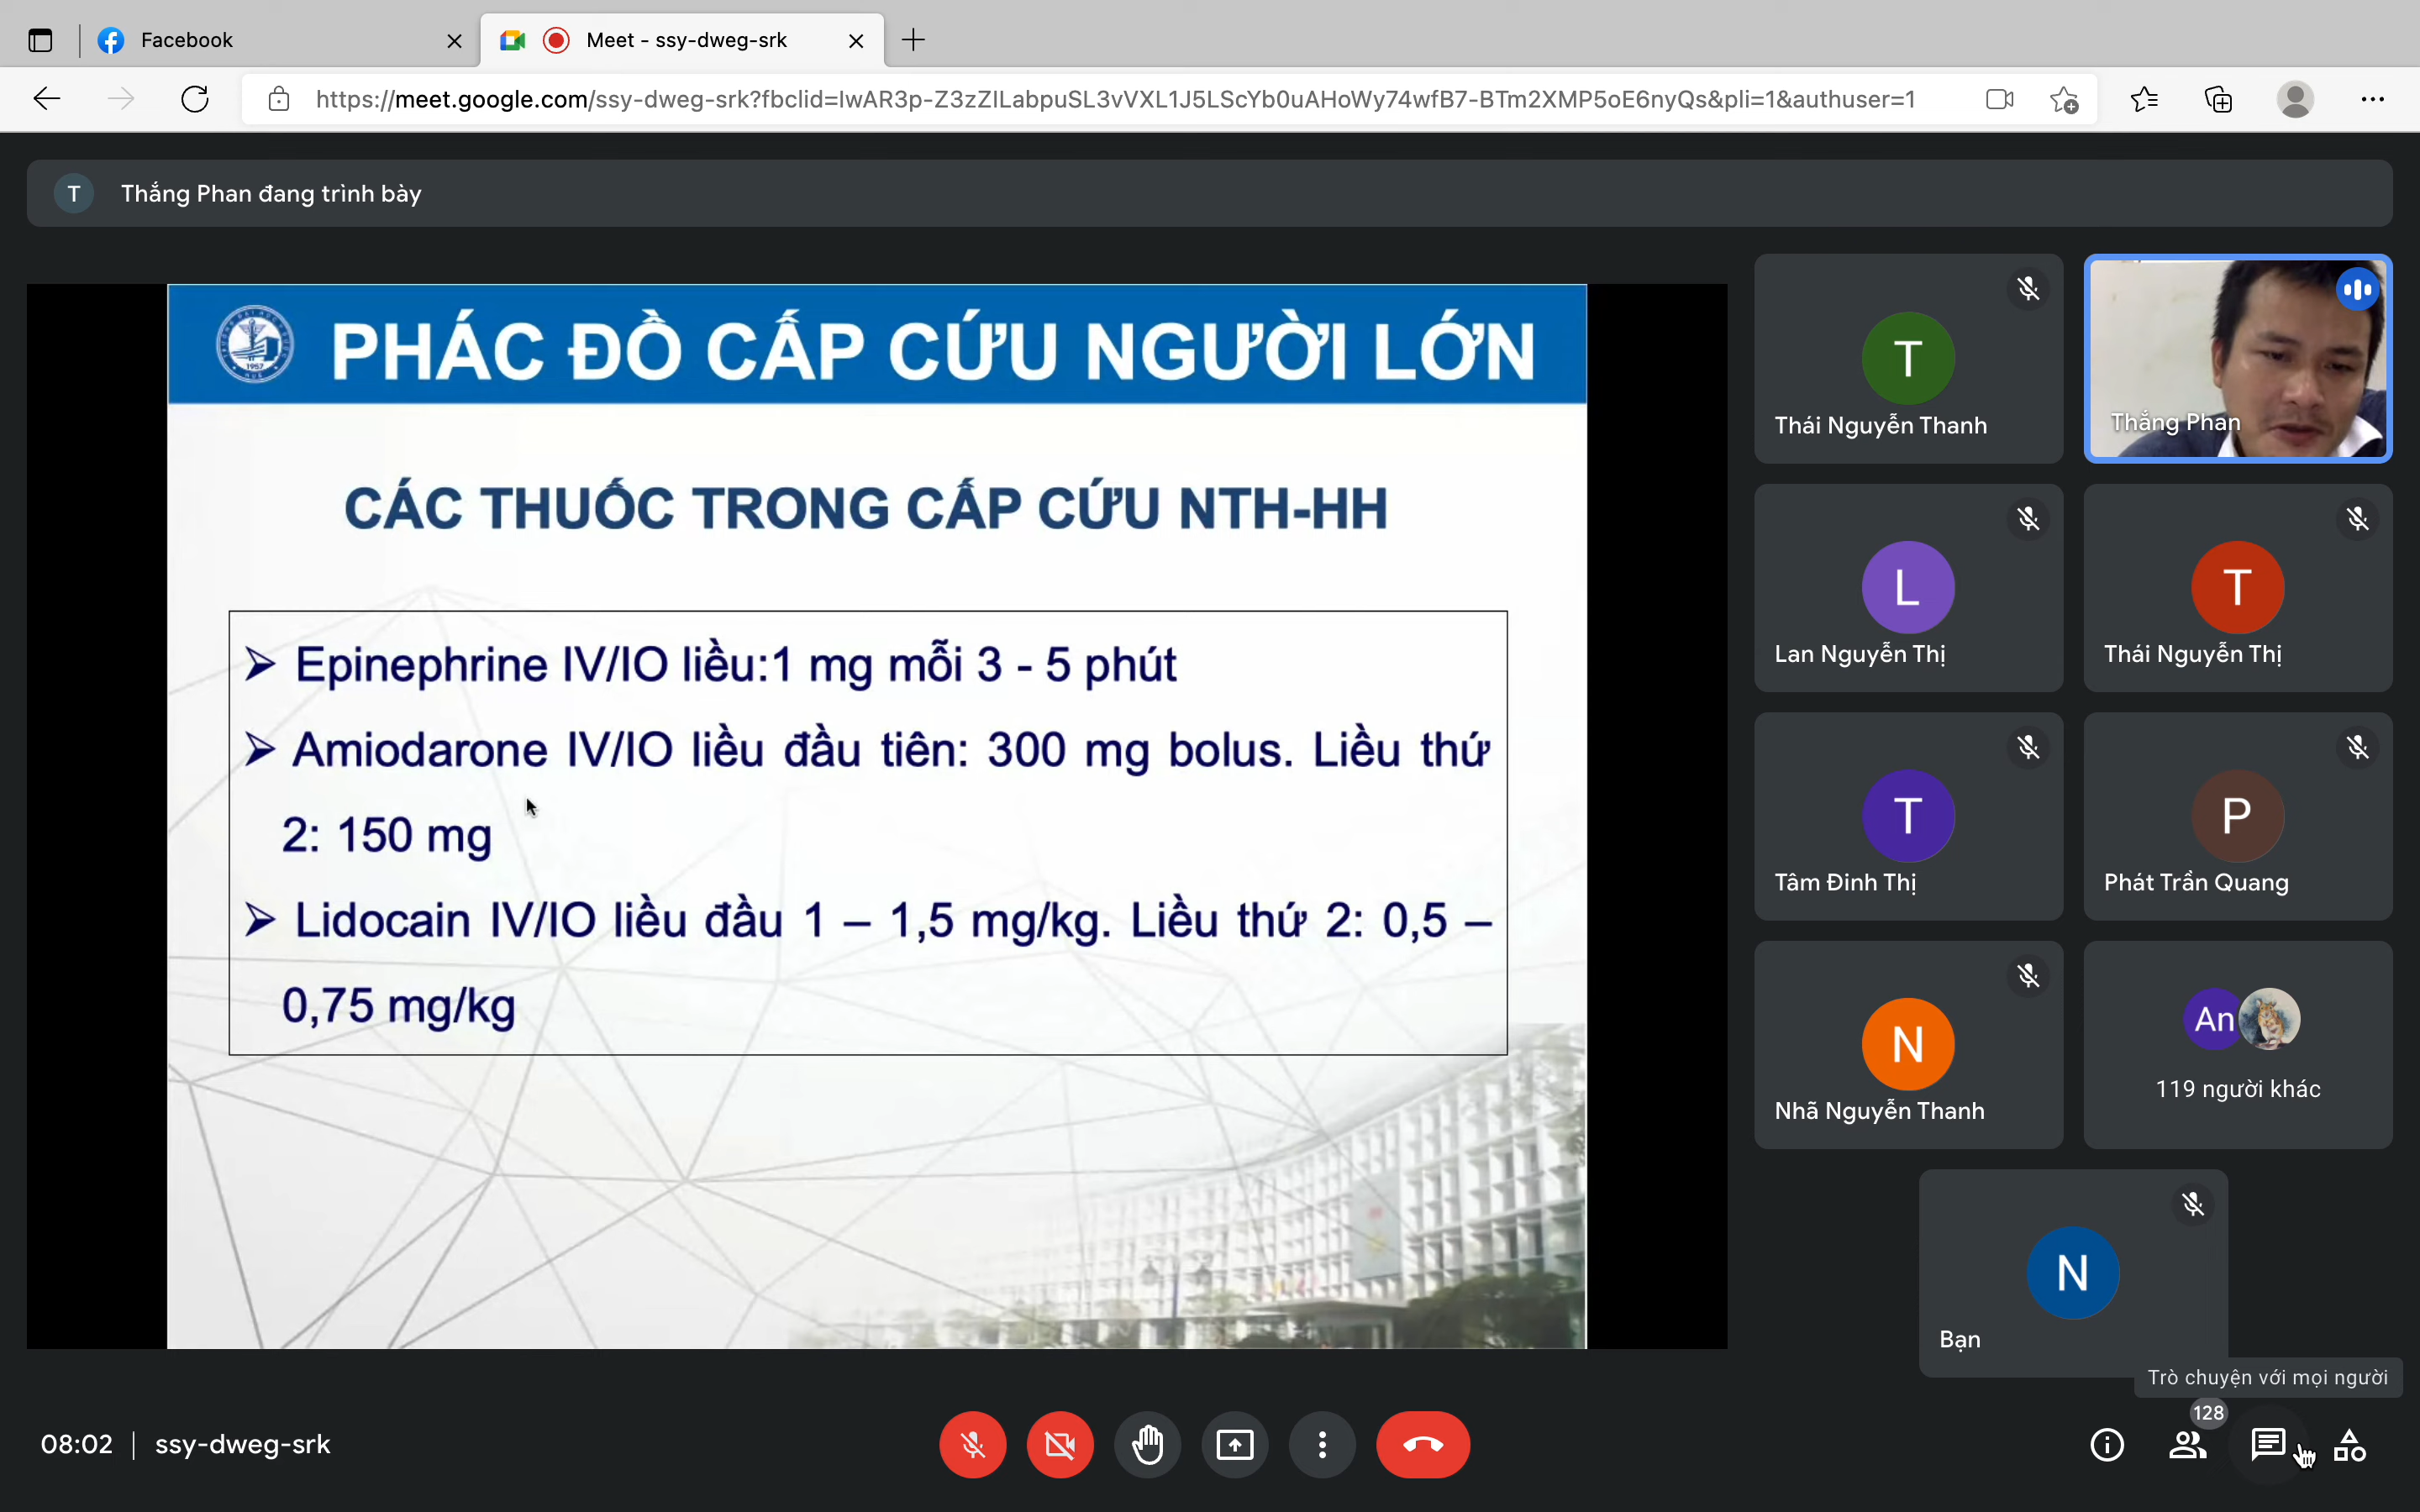 Facebook
Meet - ssy-dweg-srk
https://meet.google.com/ssy-dweg-srk?fbclid=IwAR3p-Z3zZILabpuSL3vVXL1J5LScYb0uAHoWy74wfB7-BTm2XMP5oE6nyQs&pli=1&authuser=1
T
Thắng Phan đang trình bày
1957
HUẾ
PHÁC ĐỒ CẤP CỨU NGƯỜI LỚN
CÁC THUỐC TRONG CẤP CỨU NTH-HH
➢ Epinephrine IV/IO liều:1 mg mỗi 3 - 5 phút
➢ Amiodarone IV/IO liều đầu tiên: 300 mg bolus. Liều thứ
2: 150 mg
➢ Lidocain IV/IO liều đầu 1 – 1,5 mg/kg. Liều thứ 2: 0,5 –
0,75 mg/kg
T
Thái Nguyễn Thanh
Thắng Phan
L
Lan Nguyễn Thị
T
Thái Nguyễn Thị
T
Tâm Đinh Thị
P
Phát Trần Quang
N
Nhã Nguyễn Thanh
An
119 người khác
N
Bạn
Trò chuyện với mọi người
128
08:02
ssy-dweg-srk